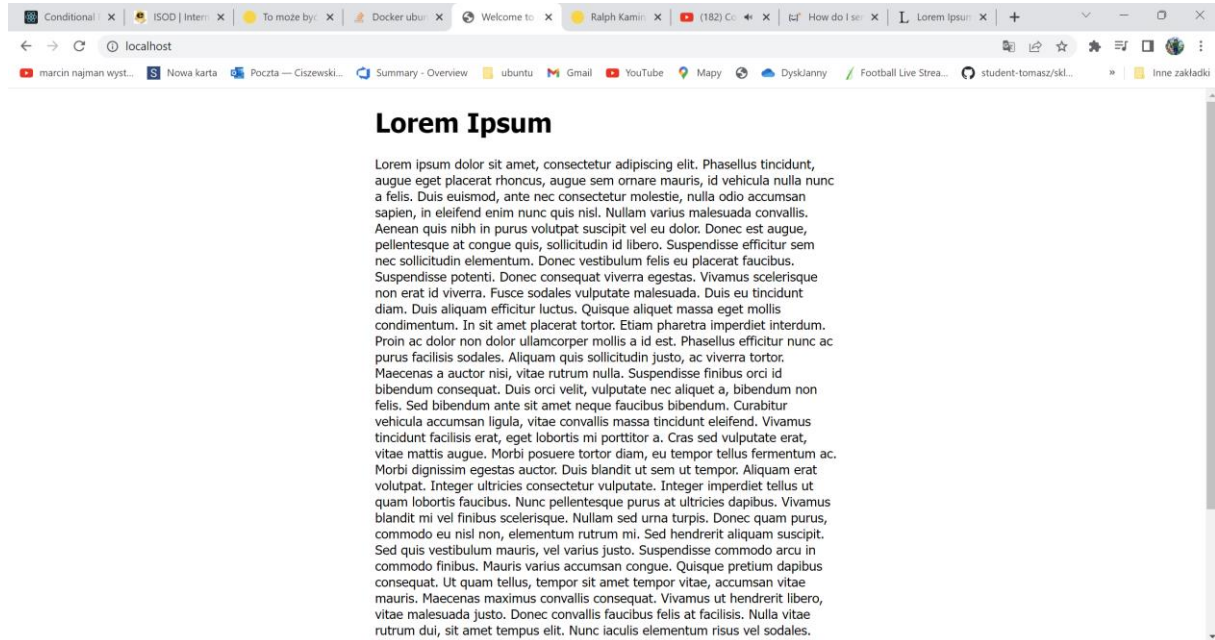 Conditional
ISOD | Intern
To może być
Docker ubun
Welcome to
Ralph Kamin
(182) Co
How do I ser
Lorem Ipsum
localhost
marcin najman wyst...
Nowa karta
Poczta — Ciszewski...
Summary - Overview
ubuntu
Gmail
YouTube
Mapy
DyskJanny
Football Live Strea...
student-tomasz/skl...
»
Inne zakładki
Lorem Ipsum
Lorem ipsum dolor sit amet, consectetur adipiscing elit. Phasellus tincidunt,
augue eget placerat rhoncus, augue sem ornare mauris, id vehicula nulla nunc
a felis. Duis euismod, ante nec consectetur molestie, nulla odio accumsan
sapien, in eleifend enim nunc quis nisl. Nullam varius malesuada convallis.
Aenean quis nibh in purus volutpat suscipit vel eu dolor. Donec est augue,
pellentesque at congue quis, sollicitudin id libero. Suspendisse efficitur sem
nec sollicitudin elementum. Donec vestibulum felis eu placerat faucibus.
Suspendisse potenti. Donec consequat viverra egestas. Vivamus scelerisque
non erat id viverra. Fusce sodales vulputate malesuada. Duis eu tincidunt
diam. Duis aliquam efficitur luctus. Quisque aliquet massa eget mollis
condimentum. In sit amet placerat tortor. Etiam pharetra imperdiet interdum.
Proin ac dolor non dolor ullamcorper mollis a id est. Phasellus efficitur nunc ac
purus facilisis sodales. Aliquam quis sollicitudin justo, ac viverra tortor.
Maecenas a auctor nisi, vitae rutrum nulla. Suspendisse finibus orci id
bibendum consequat. Duis orci velit, vulputate nec aliquet a, bibendum non
felis. Sed bibendum ante sit amet neque faucibus bibendum. Curabitur
vehicula accumsan ligula, vitae convallis massa tincidunt eleifend. Vivamus
tincidunt facilisis erat, eget lobortis mi porttitor a. Cras sed vulputate erat,
vitae mattis augue. Morbi posuere tortor diam, eu tempor tellus fermentum ac.
Morbi dignissim egestas auctor. Duis blandit ut sem ut tempor. Aliquam erat
volutpat. Integer ultricies consectetur vulputate. Integer imperdiet tellus ut
quam lobortis faucibus. Nunc pellentesque purus at ultricies dapibus. Vivamus
blandit mi vel finibus scelerisque. Nullam sed urna turpis. Donec quam purus,
commodo eu nisl non, elementum rutrum mi. Sed hendrerit aliquam suscipit.
Sed quis vestibulum mauris, vel varius justo. Suspendisse commodo arcu in
commodo finibus. Mauris varius accumsan congue. Quisque pretium dapibus
consequat. Ut quam tellus, tempor sit amet tempor vitae, accumsan vitae
mauris. Maecenas maximus convallis consequat. Vivamus ut hendrerit libero,
vitae malesuada justo. Donec convallis faucibus felis at facilisis. Nulla vitae
rutrum dui, sit amet tempus elit. Nunc iaculis elementum risus vel sodales.